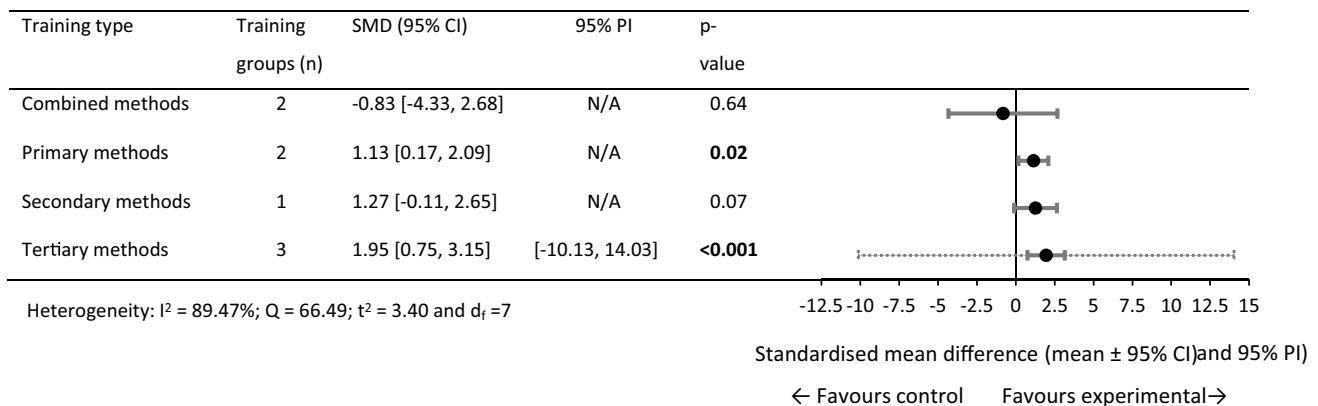 Training type Training SMD (95% CI) 95% PI p-
groups (n) value
Combined methods 2 -0.83 [-4.33, 2.68] N/A 0.64
Primary methods 2 1.13 [0.17, 2.09] N/A 0.02
Secondary methods 1 1.27 [-0.11, 2.65] N/A 0.07
Tertiary methods 3 1.95 [0.75, 3.15] [-10.13, 14.03] <0.001
Heterogeneity: I² = 89.47%; Q = 66.49; t² = 3.40 and df =7
-12.5 -10 -7.5 -5 -2.5 0 2.5 5 7.5 10 12.5 15
Standardised mean difference (mean ± 95% CI)and 95% PI)
← Favours control Favours experimental→